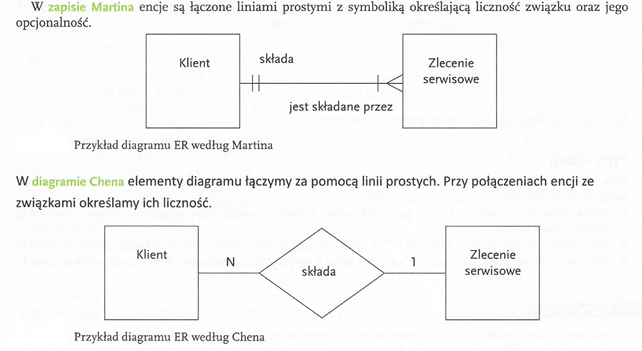 W zapisie Martina encje są łączone liniami prostymi z symboliką określającą liczność związku oraz jego
opcjonalność.
Klient
składa
Zlecenie
serwisowe
jest składane przez
Przykład diagramu ER według Martina
W diagramie Chena elementy diagramu łączymy za pomocą linii prostych. Przy połączeniach encji ze
związkami określamy ich liczność.
Klient
N
składa
1
Zlecenie
serwisowe
Przykład diagramu ER według Chena